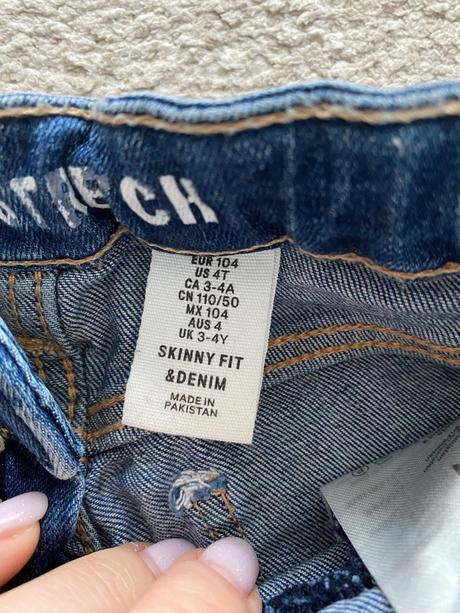 STRETCH
EUR 104
US 4T
CA 3-4A
CN 110/50
MX 104
AUS 4
UK 3-4Y
SKINNY FIT
&DENIM
MADE IN
PAKISTAN